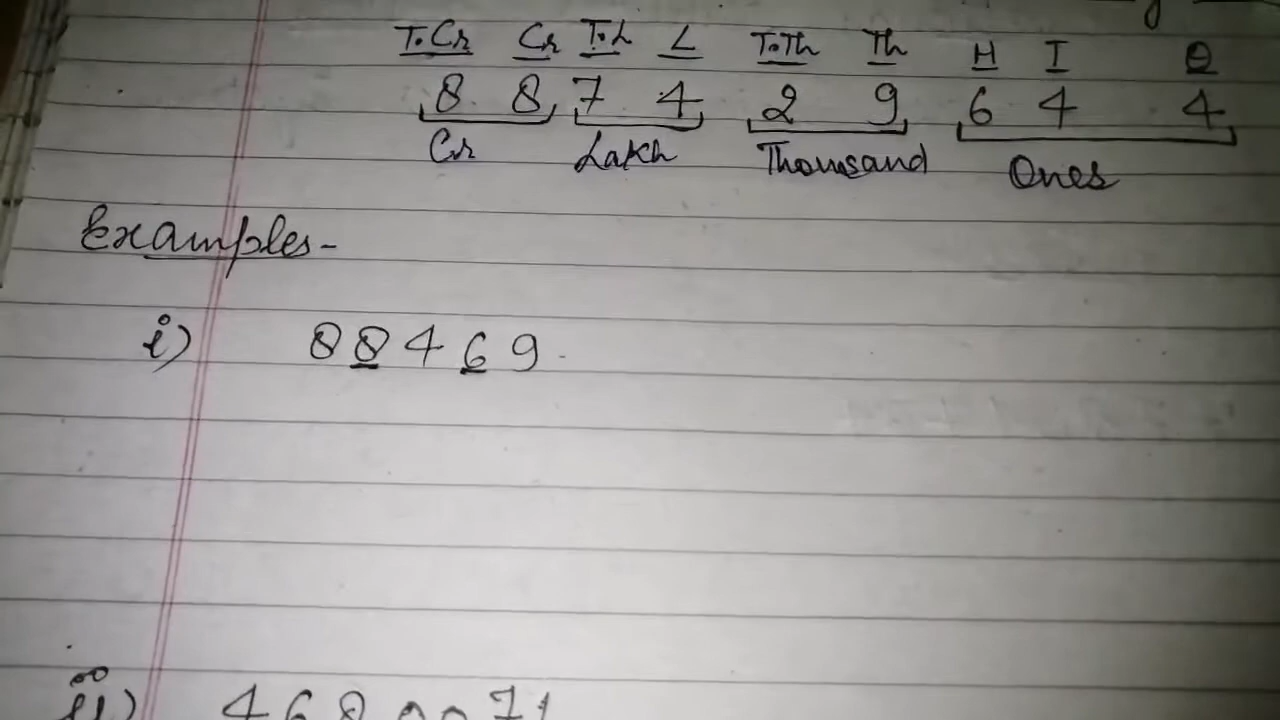 T.Cr Cr T.L L T.Th Th H T O
8 8 7 4 2 9 6 4 4
Cr Lakh Thousand Ones
Examples-
i) 88469
ii)